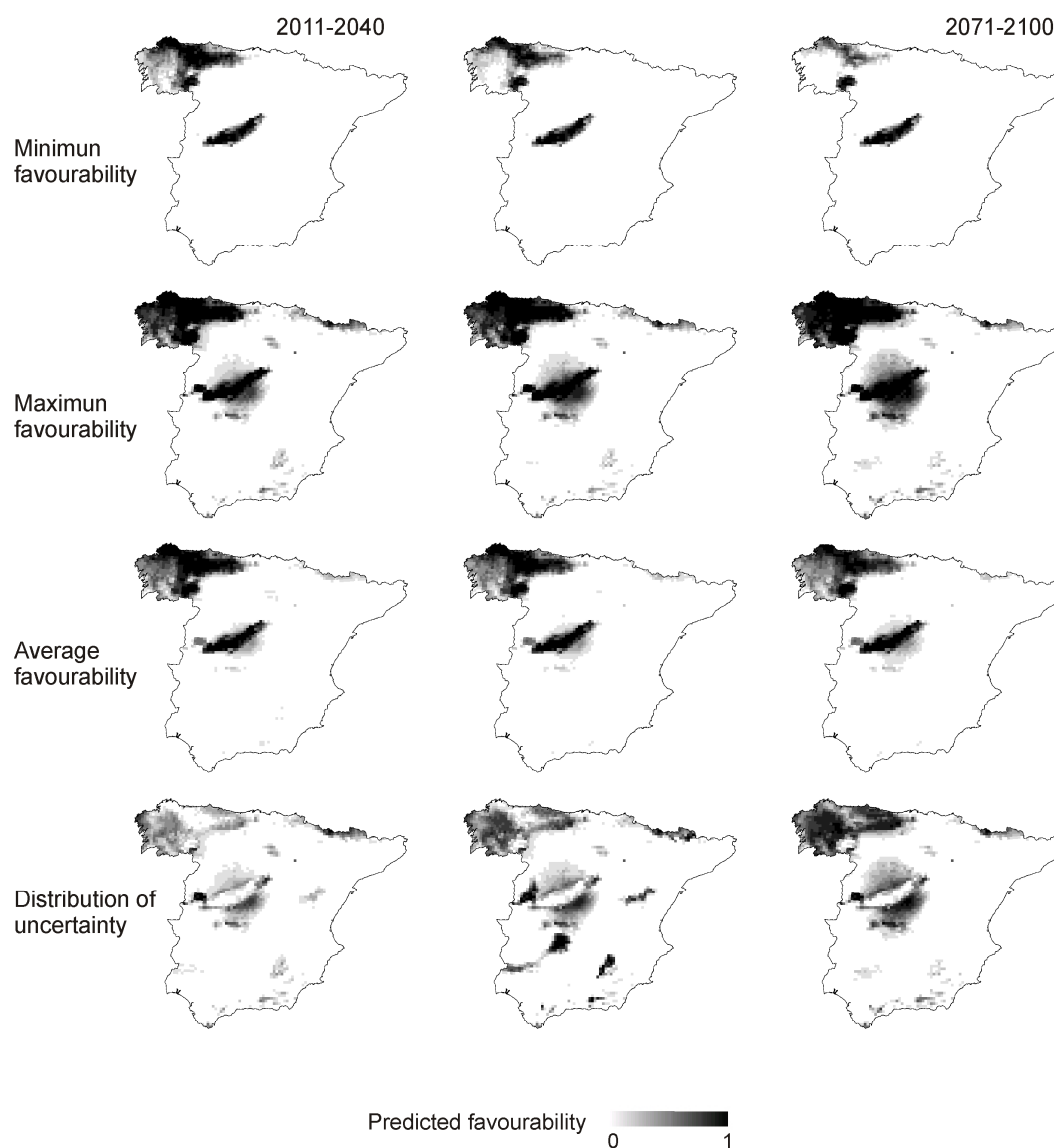 2011-2040
2071-2100
Minimun
favourability
Maximun
favourability
Average
favourability
Distribution of
uncertainty
Predicted favourability
0
1